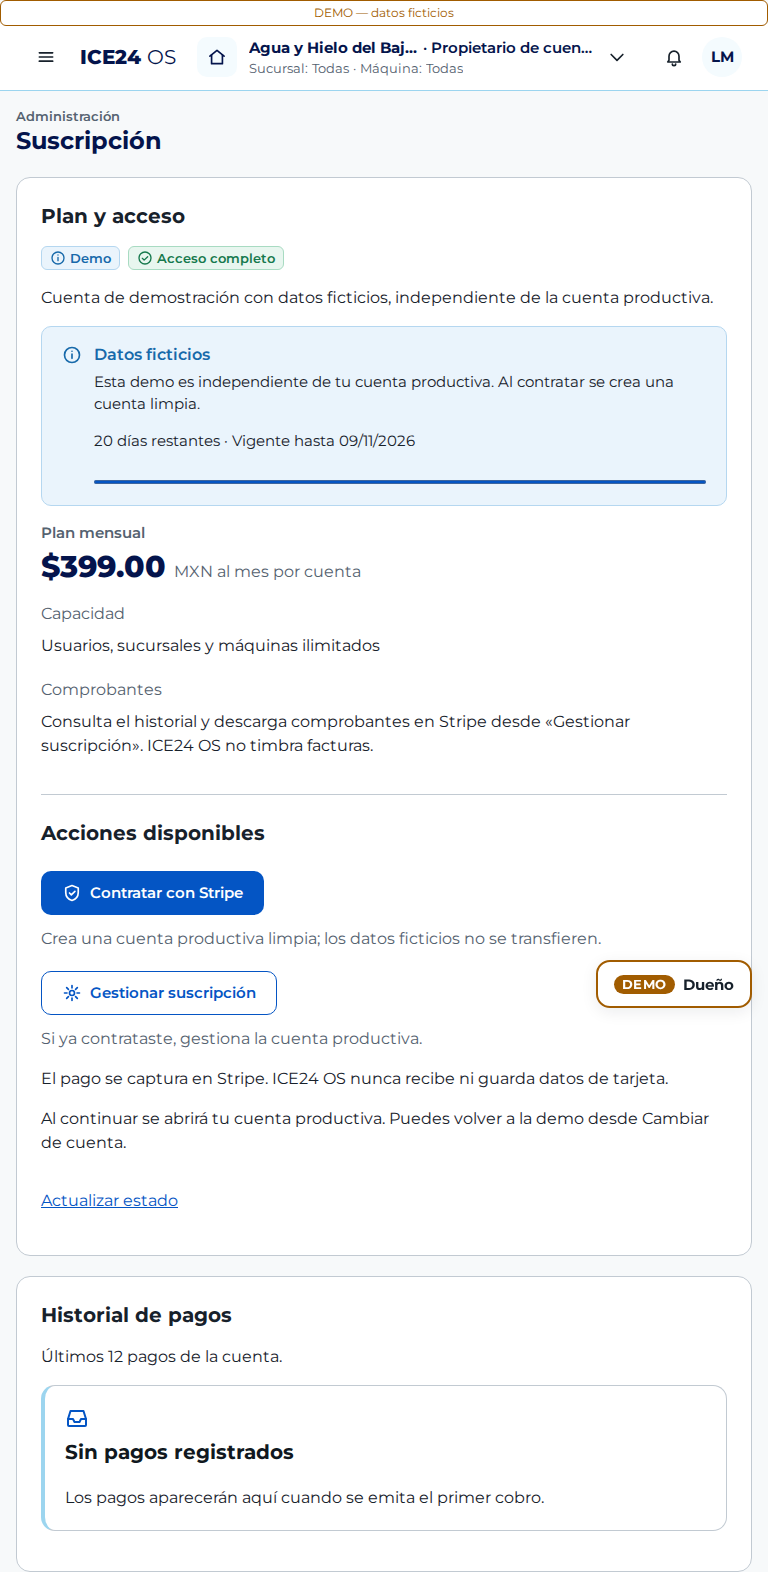 DEMO — datos ficticios
ICE24 OS
Agua y Hielo del Baj... · Propietario de cuen...
Sucursal: Todas · Máquina: Todas
LM
Administración
Suscripción
Plan y acceso
Demo
Acceso completo
Cuenta de demostración con datos ficticios, independiente de la cuenta productiva.
Datos ficticios
Esta demo es independiente de tu cuenta productiva. Al contratar se crea una
cuenta limpia.
20 días restantes · Vigente hasta 09/11/2026
Plan mensual
$399.00 MXN al mes por cuenta
Capacidad
Usuarios, sucursales y máquinas ilimitados
Comprobantes
Consulta el historial y descarga comprobantes en Stripe desde «Gestionar
suscripción». ICE24 OS no timbra facturas.
Acciones disponibles
Contratar con Stripe
Crea una cuenta productiva limpia; los datos ficticios no se transfieren.
Gestionar suscripción
DEMO Dueño
Si ya contrataste, gestiona la cuenta productiva.
El pago se captura en Stripe. ICE24 OS nunca recibe ni guarda datos de tarjeta.
Al continuar se abrirá tu cuenta productiva. Puedes volver a la demo desde Cambiar
de cuenta.
Actualizar estado
Historial de pagos
Últimos 12 pagos de la cuenta.
Sin pagos registrados
Los pagos aparecerán aquí cuando se emita el primer cobro.